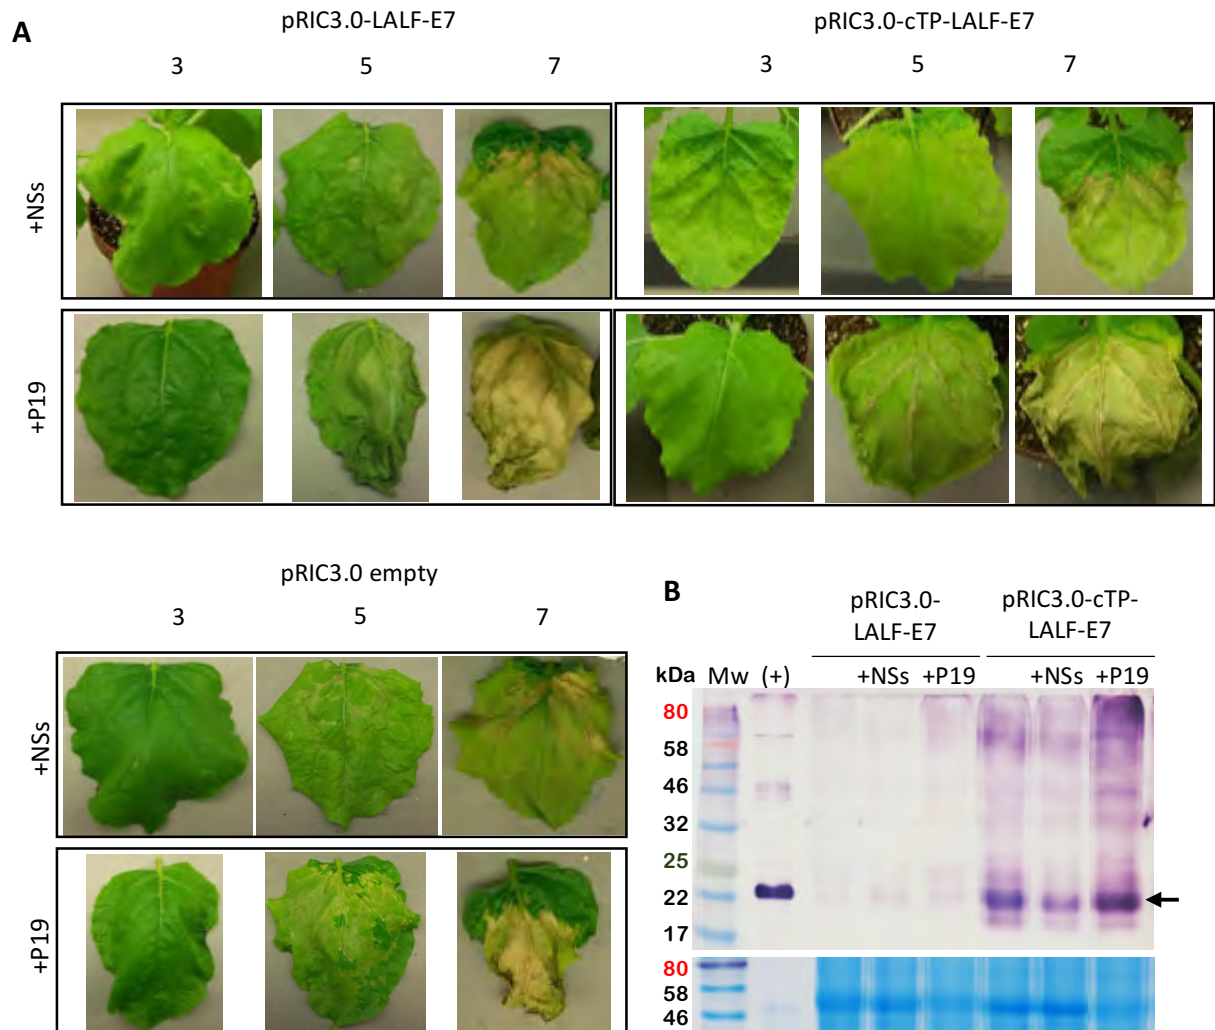 A
pRIC3.0-LALF-E7
pRIC3.0-cTP-LALF-E7
3 5 7
3 5 7
+NSs
+P19
pRIC3.0 empty
3 5 7
+NSs
+P19
B
pRIC3.0-
LALF-E7
pRIC3.0-cTP-
LALF-E7
kDa Mw (+) +NSs +P19 +NSs +P19
80
58
46
32
25
22
17
80
58
46